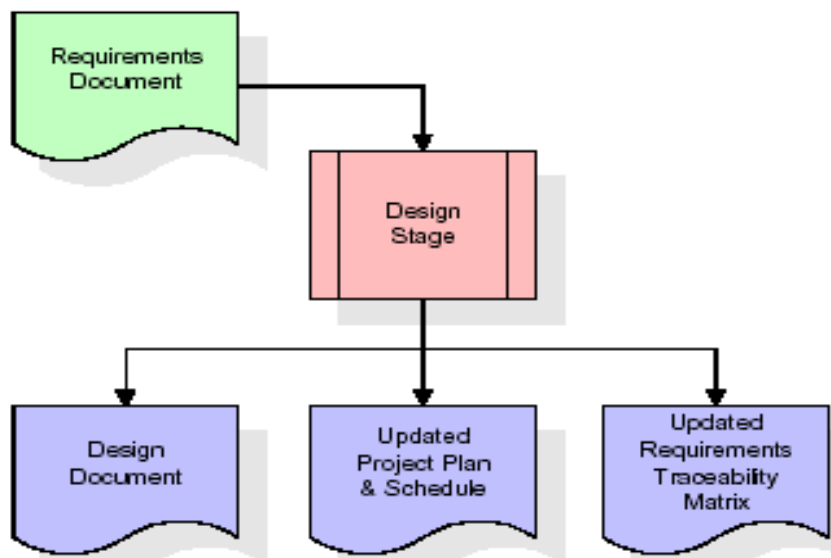 Requirements
Document
Design
Stage
Design
Document
Updated
Project Plan
& Schedule
Updated
Requirements
Traceability
Matrix